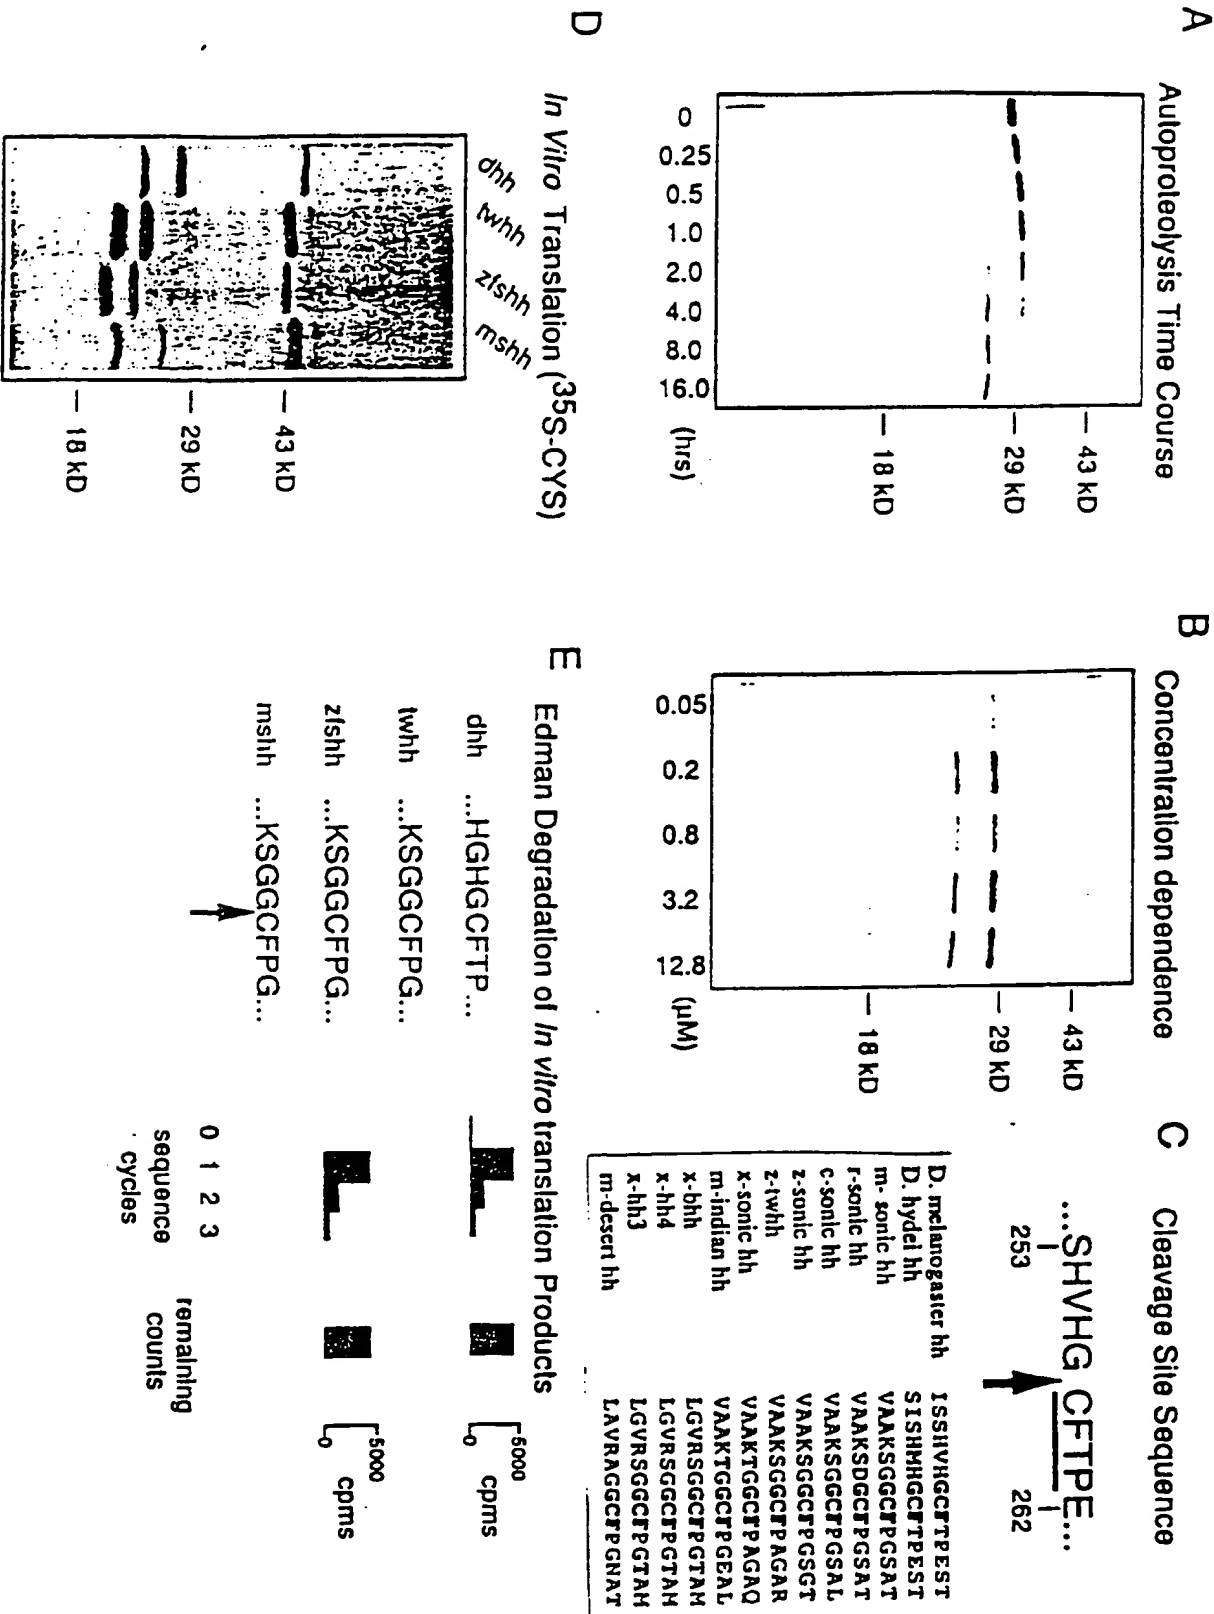 A
Autoproteolysis Time Course
0
0.25
0.5
1.0
2.0
4.0
8.0
16.0
(hrs)
43 kD
29 kD
18 kD
B
Concentration dependence
0.05
0.2
0.8
3.2
12.8
(μM)
43 kD
29 kD
18 kD
C
Cleavage Site Sequence
...SHVHG CFTPE...
253 262
D. melanogaster hh ISSHVHGCFTPEST
D. hydei hh SISHMHGCFTPEST
m- sonic hh VAAKSGGCFPGSAT
r-sonic hh VAAKSDGCFPGSAT
c-sonic hh VAAKSGGCFPGSAL
z-sonic hh VAAKSGGCFPGSGT
z-twhh VAAKSGGCFPAGAR
x-sonic hh VAAKTGGCFPAGAQ
m-indian hh VAAKTGGCFPGEAL
x-bhh LGVRSGGCFPGTAM
x-hh4 LGVRSGGCFPGTAM
x-hh3 LGVRSGGCFPGTAM
m-desert hh LAVRAGGCFPGNAT
D
In Vitro Translation (35S-CYS)
dhh
twhh
zfshh
mshh
43 kD
29 kD
18 kD
E
Edman Degradation of In vitro translation Products
dhh ...HGHGCFTP...
twhh ...KSGGCFPG...
zfshh ...KSGGCFPG...
mshh ...KSGGCFPG...
5000
0
cpms
5000
0
cpms
0 1 2 3
sequence
cycles
remaining
counts